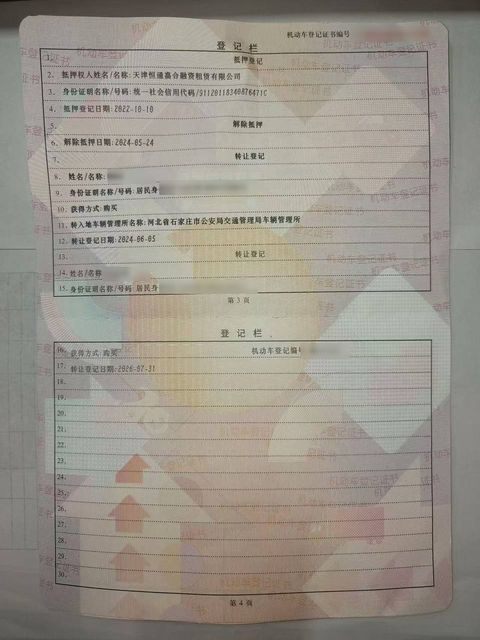 机动车登记证书编号
登记栏
1. 抵押登记
2. 抵押权人姓名/名称:天津恒通嘉合融资租赁有限公司
3. 身份证明名称/号码:统一社会信用代码/91120118340876471C
4. 抵押登记日期:2022-10-10
5. 解除抵押
6. 解除抵押日期:2024-05-24
7. 转让登记
8. 姓名/名称:
9. 身份证明名称/号码:居民身
10. 获得方式:购买
11. 转入地车辆管理所名称:河北省石家庄市公安局交通管理局车辆管理所
12. 转让登记日期:2024-06-05
13. 转让登记
14. 姓名/名称
15. 身份证明名称/号码:居民身
第 3 页
登记栏
16. 获得方式:购买 机动车登记编号
17. 转让登记日期:2026-07-31
18.
19.
20.
21.
22.
23.
24.
25.
26.
27.
28.
29.
30.
第 4 页